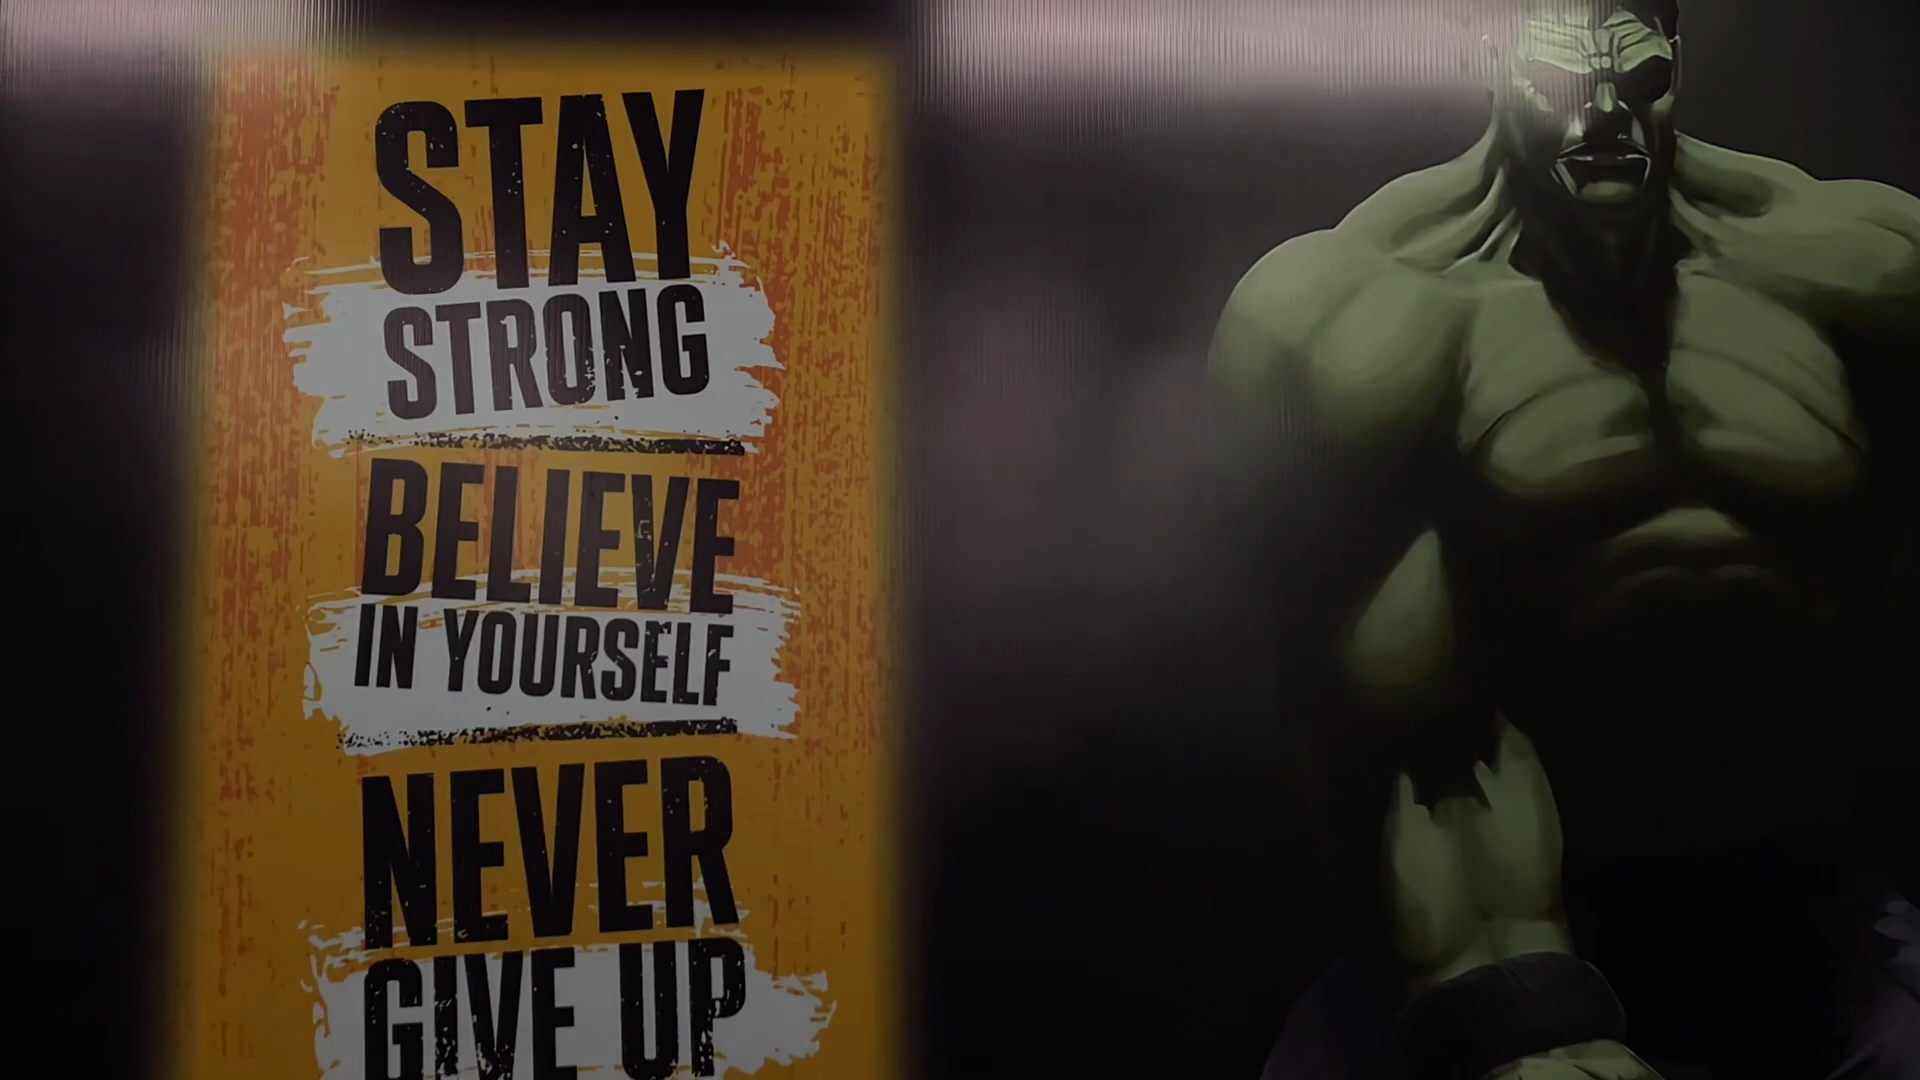 STAY
STRONG
BELIEVE
IN YOURSELF
NEVER
GIVE UP